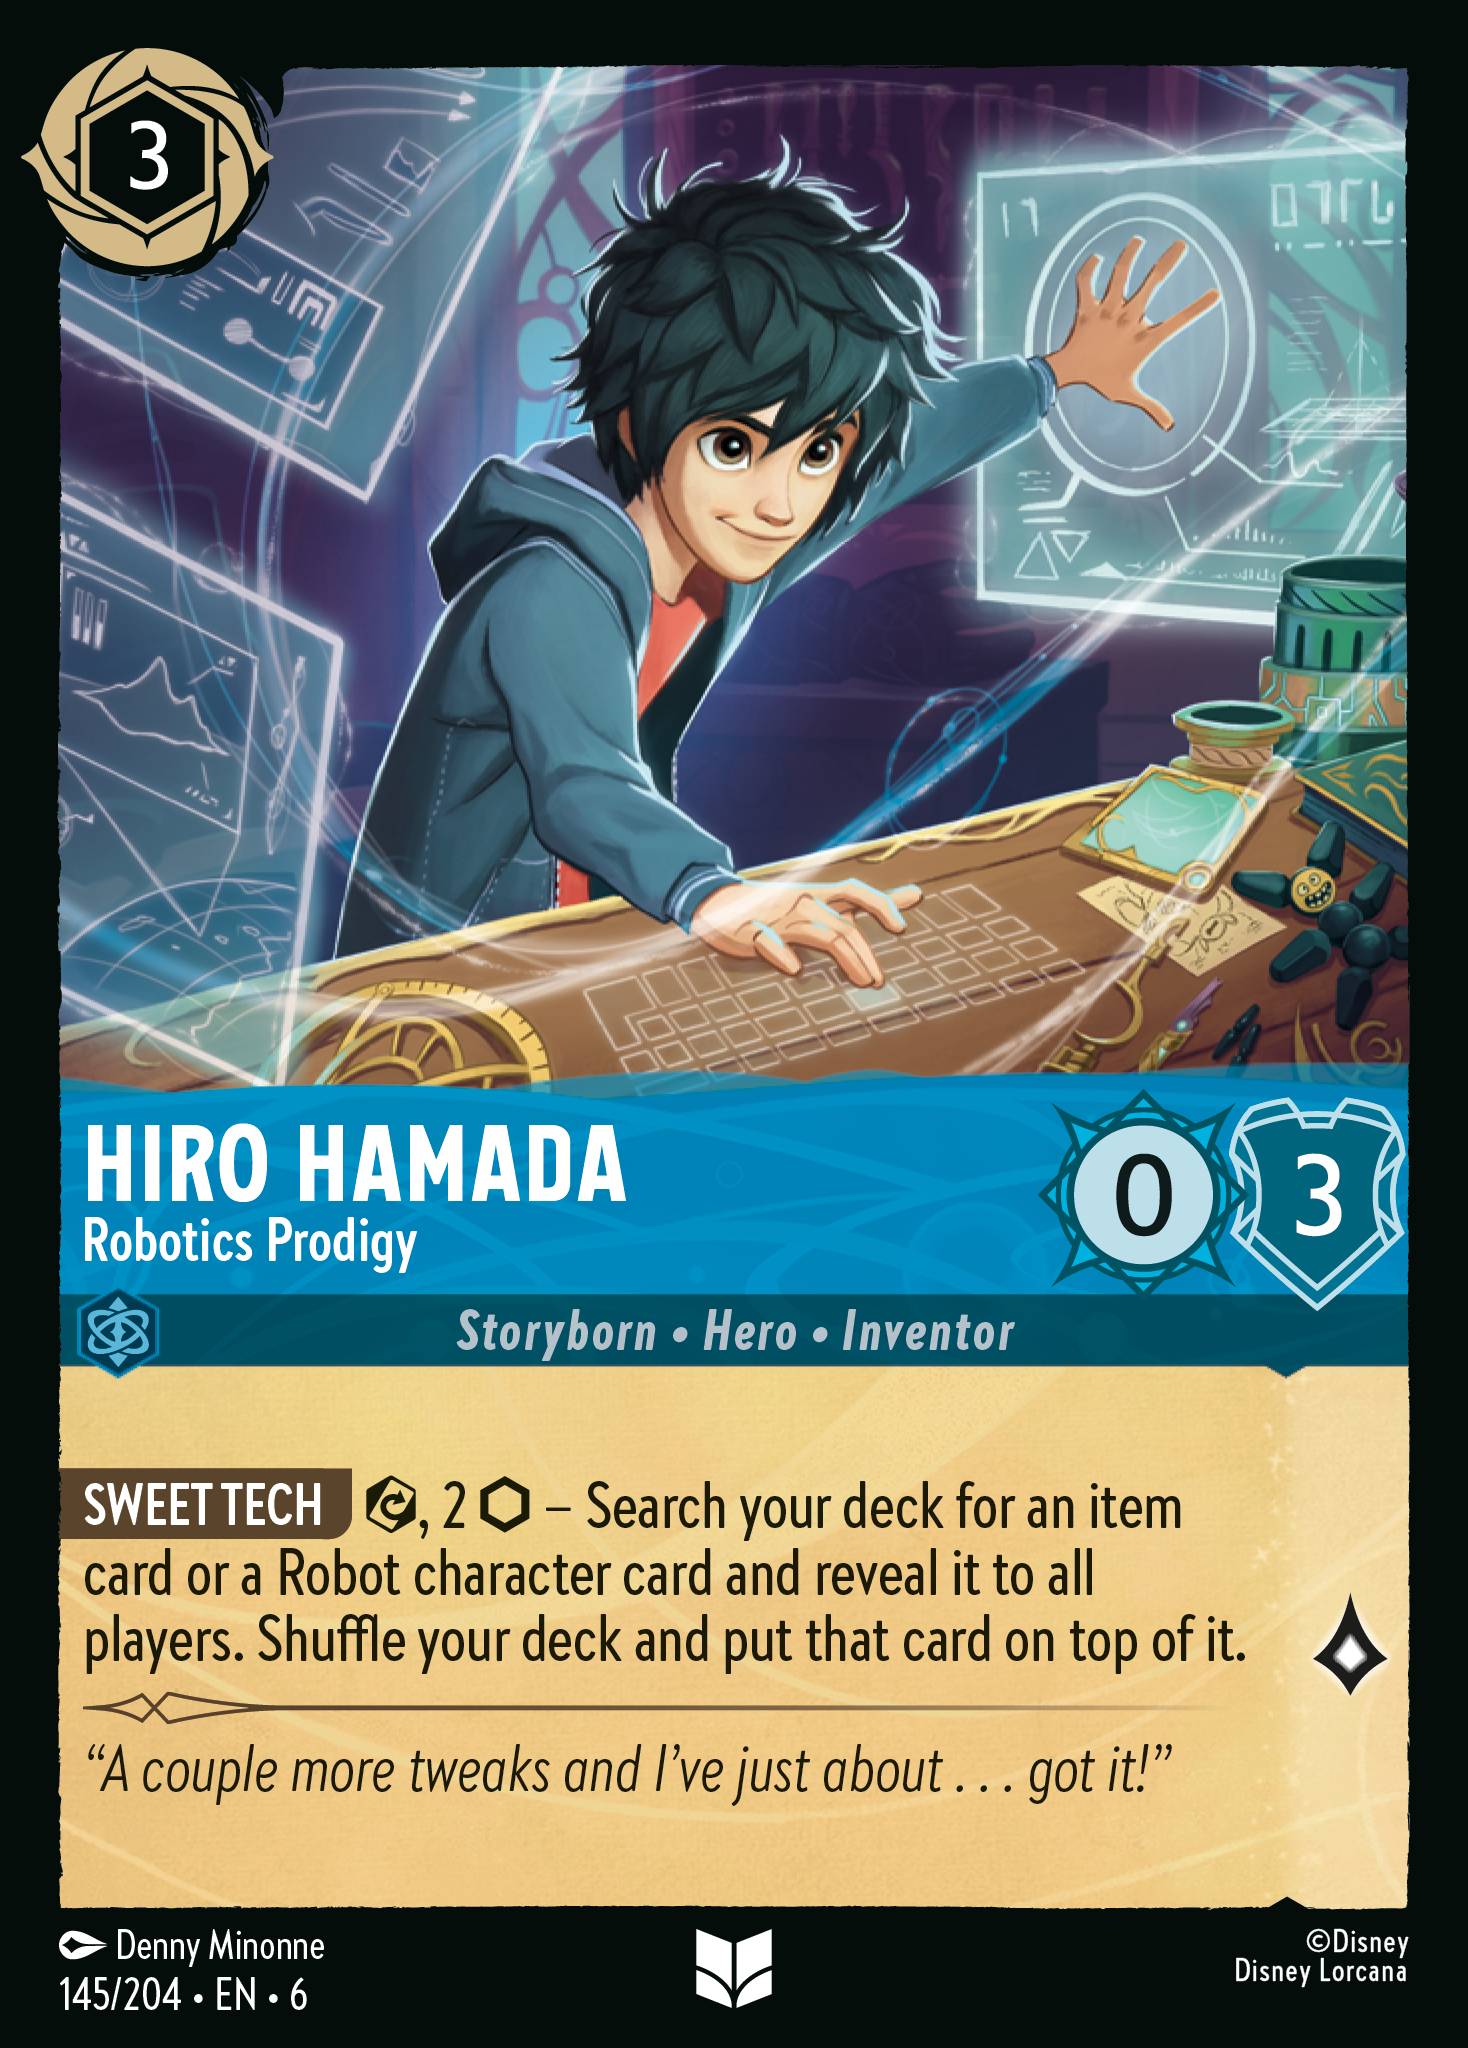 3
HIRO HAMADA
Robotics Prodigy
0
3
Storyborn • Hero • Inventor
SWEET TECH , 2 – Search your deck for an item
card or a Robot character card and reveal it to all
players. Shuffle your deck and put that card on top of it.
“A couple more tweaks and I’ve just about . . . got it!”
Denny Minonne
145/204 • EN • 6
©Disney
Disney Lorcana